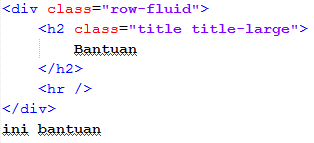 <div class="row-fluid">
<h2 class="title title-large">
Bantuan
</h2>
<hr />
</div>
ini bantuan